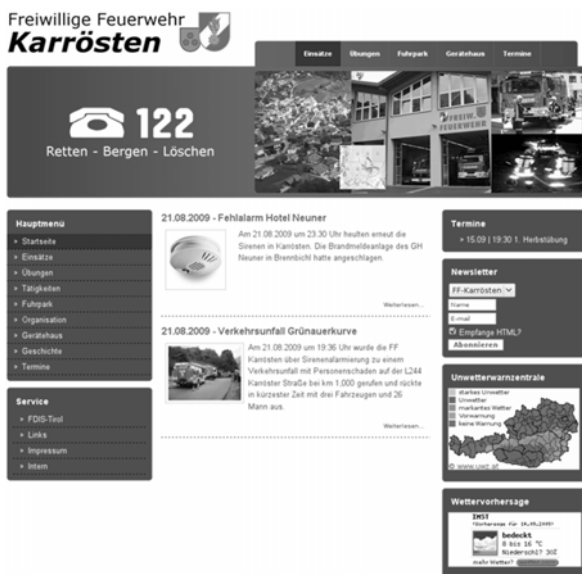 Freiwillige Feuerwehr
Karrösten
Einsätze Übungen Fuhrpark Gerätehaus Termine
122
Retten - Bergen - Löschen
FREIW.
FEUERWEHR
Hauptmenü
Startseite
Einsätze
Übungen
Tätigkeiten
Fuhrpark
Organisation
Gerätehaus
Geschichte
Termine
Service
FDIS-Tirol
Links
Impressum
Intern
21.08.2009 - Fehlalarm Hotel Neuner
Am 21.08.2009 um 23.30 Uhr heulten erneut die
Sirenen in Karrösten. Die Brandmeldeanlage des GH
Neuner in Brennbichl hatte angeschlagen.
Weiterlesen...
21.08.2009 - Verkehrsunfall Grünauerkurve
Am 21.08.2009 um 19:36 Uhr wurde die FF
Karrösten über Sirenenalarmierung zu einem
Verkehrsunfall mit Personenschaden auf der L244
Karröster Straße bei km 1,000 gerufen und rückte
in kürzester Zeit mit drei Fahrzeugen und 26
Mann aus.
Weiterlesen...
Termine
15.09 | 19:30 1. Herbstübung
Newsletter
FF-Karrösten
Name
E-mail
Empfange HTML?
Abonnieren
Unwetterwarnzentrale
starkes Unwetter
Unwetter
markantes Wetter
Vorwarnung
keine Warnung
© www.uwz.at
Wettervorhersage
IMST
bedeckt
8 bis 16 °C
Niederschl? 30%
mehr Wetter?